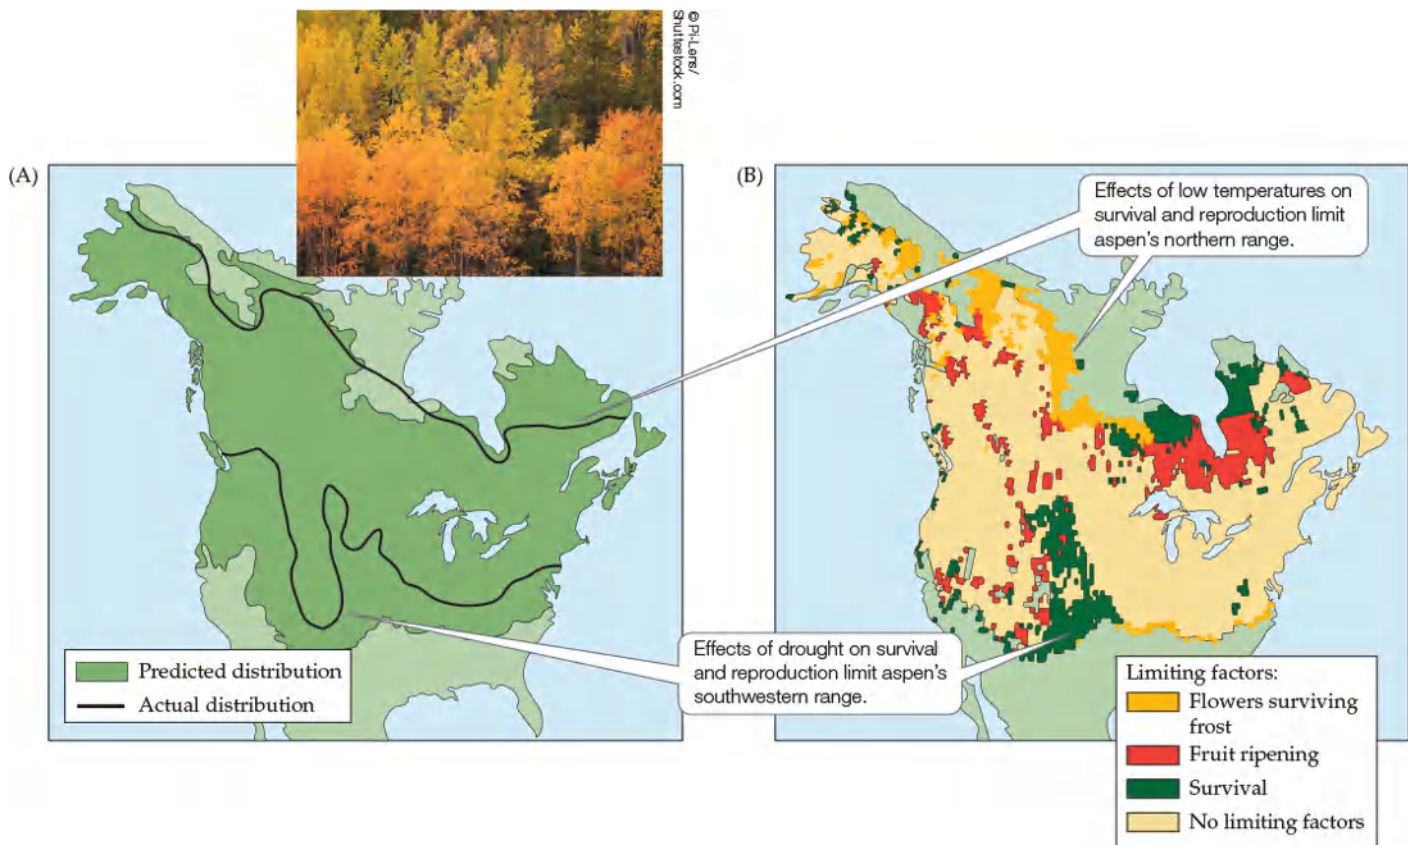 © Pi-Lens/
Shutterstock.com
(A)
(B)
Effects of low temperatures on
survival and reproduction limit
aspen's northern range.
Effects of drought on survival
and reproduction limit aspen's
southwestern range.
Predicted distribution
Actual distribution
Limiting factors:
Flowers surviving
frost
Fruit ripening
Survival
No limiting factors